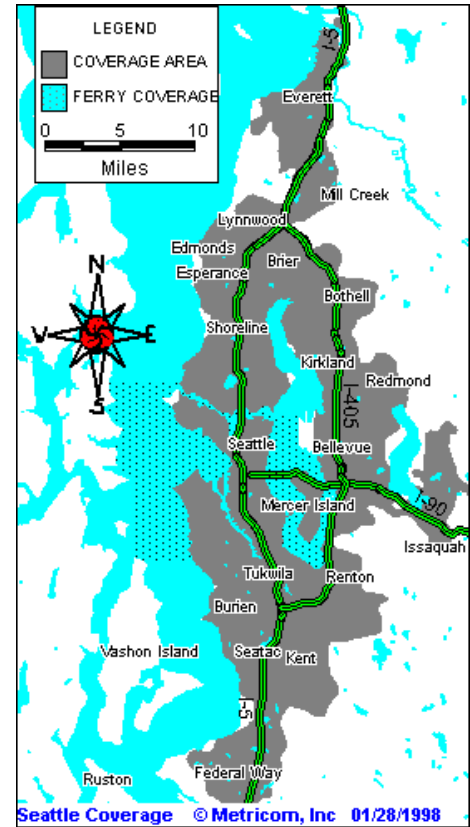 LEGEND
COVERAGE AREA
FERRY COVERAGE
0 5 10
Miles
I-5
Everett
Mill Creek
Lynnwood
Edmonds
Brier
Esperance
Bothell
N
W E
S
Shoreline
Kirkland
Redmond
I-405
Seattle
Bellevue
Mercer Island
I-90
Issaquah
Tukwila
Renton
Burien
Vashon Island
Seatac
Kent
I-5
Federal Way
Ruston
Seattle Coverage © Metricom, Inc 01/28/1998